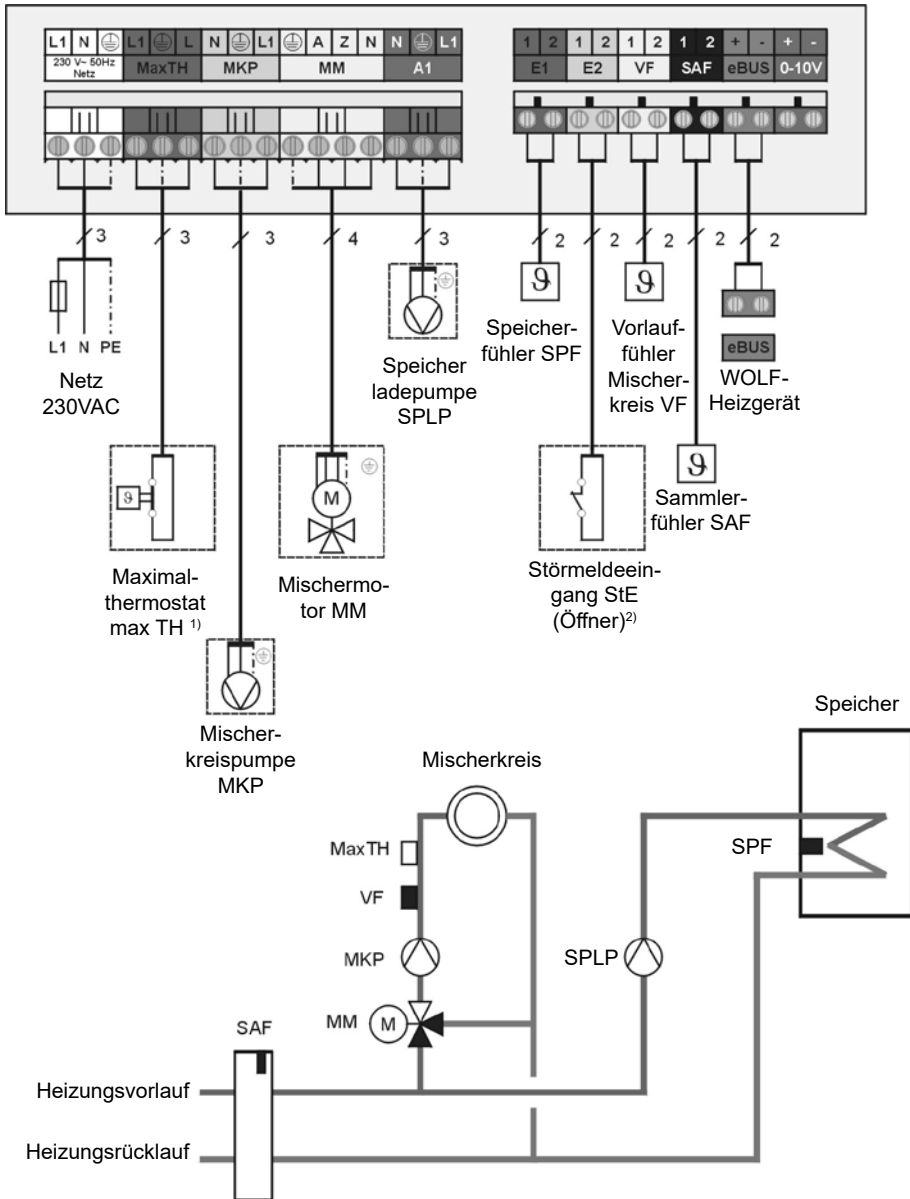 L1 N L1 L N L1 A Z N N L1
230 V~ 50Hz
Netz
MaxTH MKP MM A1
1 2 1 2 1 2 1 2 + - + -
E1 E2 VF SAF eBUS 0-10V
3 3 3 4 3 2 2 2 2 2
L1 N PE
Netz
230VAC
Speicher
ladepumpe
SPLP
ϑ
Speicher-
fühler SPF
ϑ
Vorlauf-
fühler
Mischer-
kreis VF
eBUS
WOLF-
Heizgerät
ϑ
Maximal-
thermostat
max TH 1)
M
Mischermo-
tor MM
Störmeldeein-
gang StE
(Öffner)2)
ϑ
Sammler-
fühler SAF
Mischer-
kreispumpe
MKP
Mischerkreis
Speicher
MaxTH
VF
MKP
MM M
SPF
SPLP
SAF
Heizungsvorlauf
Heizungsrücklauf